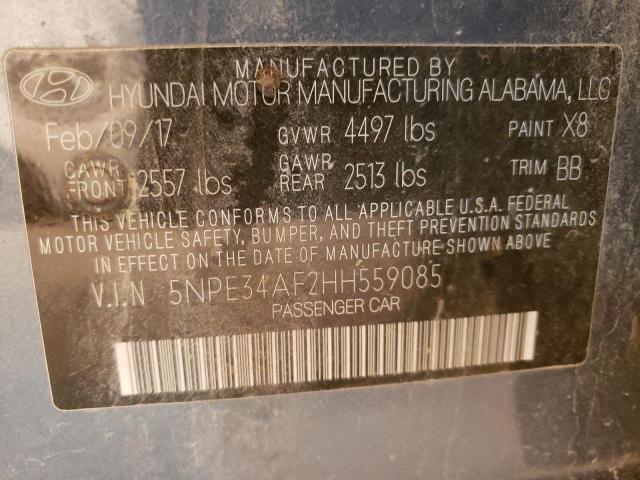 MANUFACTURED BY
HYUNDAI MOTOR MANUFACTURING ALABAMA, LLC
Feb/09/17 GVWR 4497 lbs PAINT X8
GAWR FRONT 2557 lbs GAWR REAR 2513 lbs TRIM BB
THIS VEHICLE CONFORMS TO ALL APPLICABLE U.S.A. FEDERAL
MOTOR VEHICLE SAFETY, BUMPER, AND THEFT PREVENTION STANDARDS
IN EFFECT ON THE DATE OF MANUFACTURE SHOWN ABOVE.
V.I.N 5NPE34AF2HH559085
PASSENGER CAR